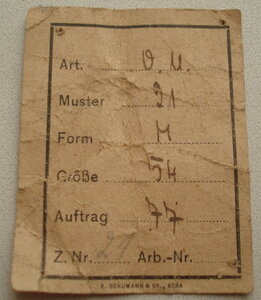 Art. O. U.
Muster 21
Form H
Größe 54
Auftrag 77
Z. Nr. Arb.-Nr.
E. SCHUMANN & CO., GERA